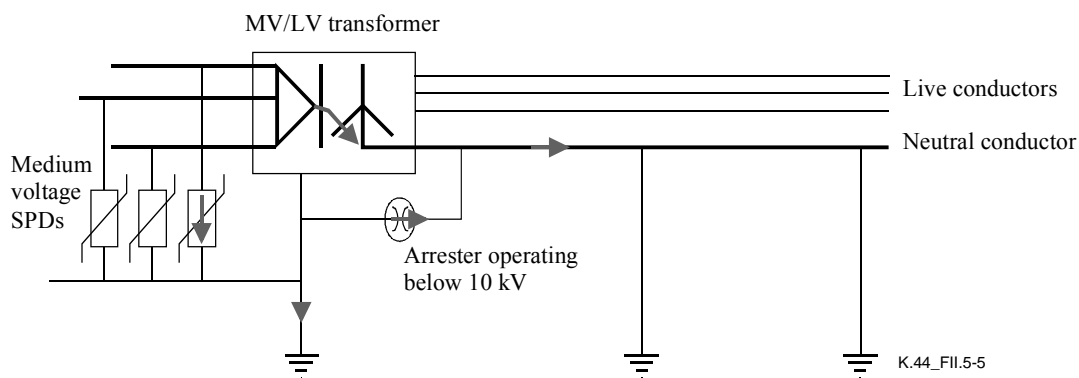 MV/LV transformer
Live conductors
Neutral conductor
Medium
voltage
SPDs
Arrester operating
below 10 kV
K.44_FII.5-5